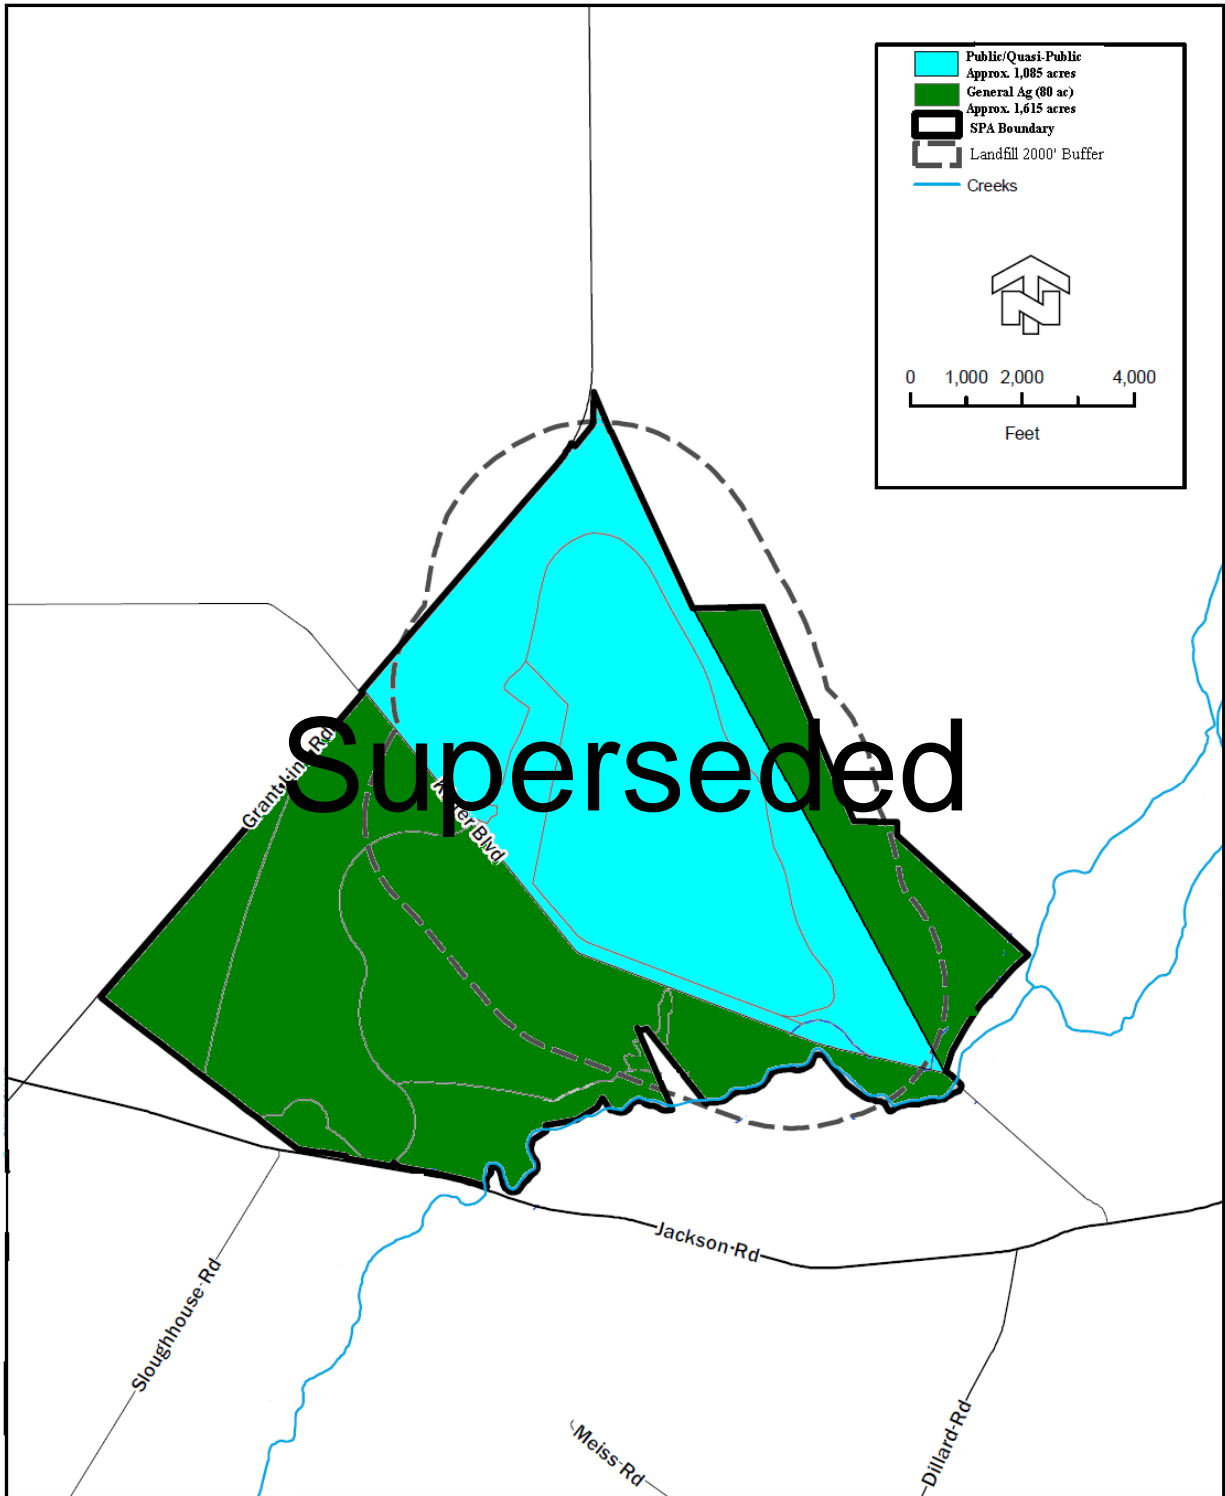 Public/Quasi-Public
Approx. 1,085 acres
General Ag (80 ac)
Approx. 1,615 acres
SPA Boundary
Landfill 2000' Buffer
Creeks
N
0 1,000 2,000 4,000
Feet
Superseded
Grant Line Rd
Kiefer Blvd
Jackson Rd
Sloughhouse Rd
Meiss Rd
Dillard Rd